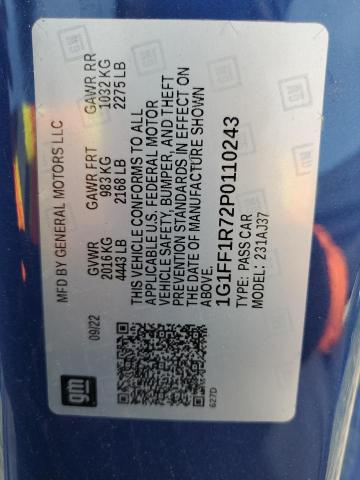 MFD BY GENERAL MOTORS LLC
GVWR GAWR FRT GAWR RR
2016 KG 983 KG 1032 KG
4443 LB 2168 LB 2275 LB
THIS VEHICLE CONFORMS TO ALL
APPLICABLE U.S. FEDERAL MOTOR
VEHICLE SAFETY, BUMPER, AND THEFT
PREVENTION STANDARDS IN EFFECT ON
THE DATE OF MANUFACTURE SHOWN
ABOVE.
1G1FF1R72P0110243
TYPE: PASS CAR
MODEL: 231AJ37
09/22
gm
627D